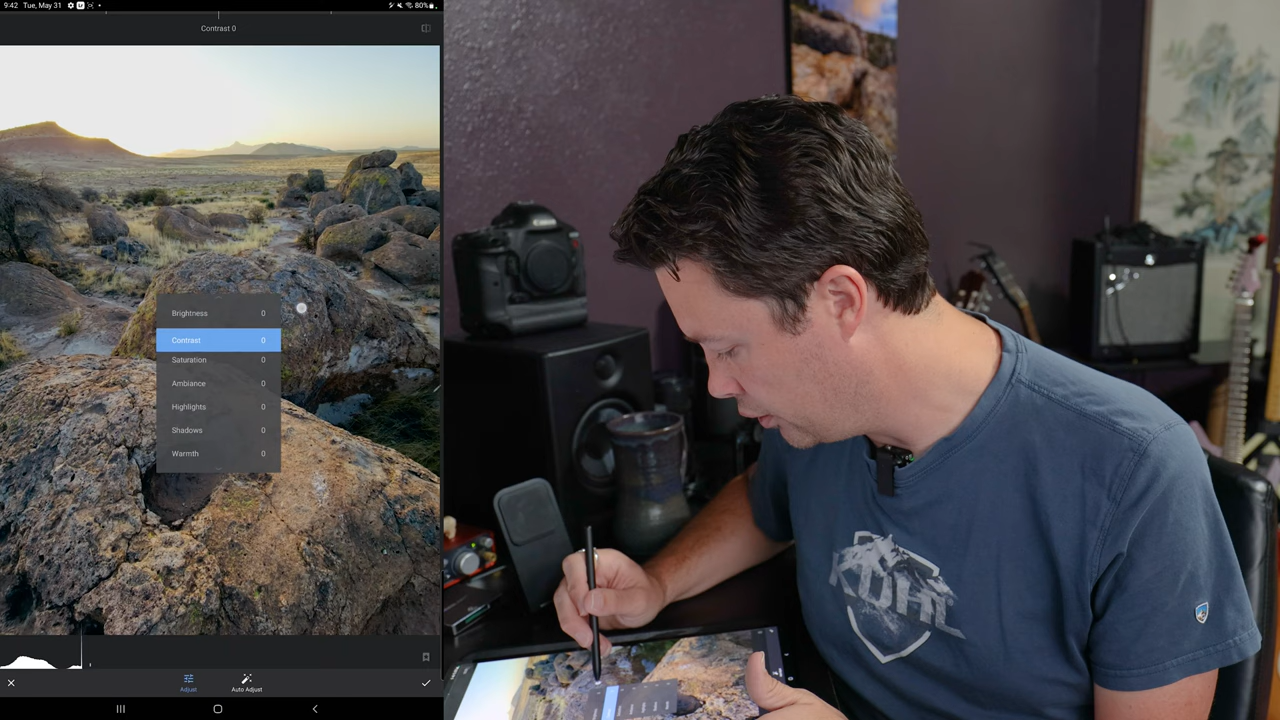 9:42 Tue, May 31
80%
Contrast 0
Brightness 0
Contrast 0
Saturation 0
Ambiance 0
Highlights 0
Shadows 0
Warmth 0
Adjust
Auto Adjust
KÜHL